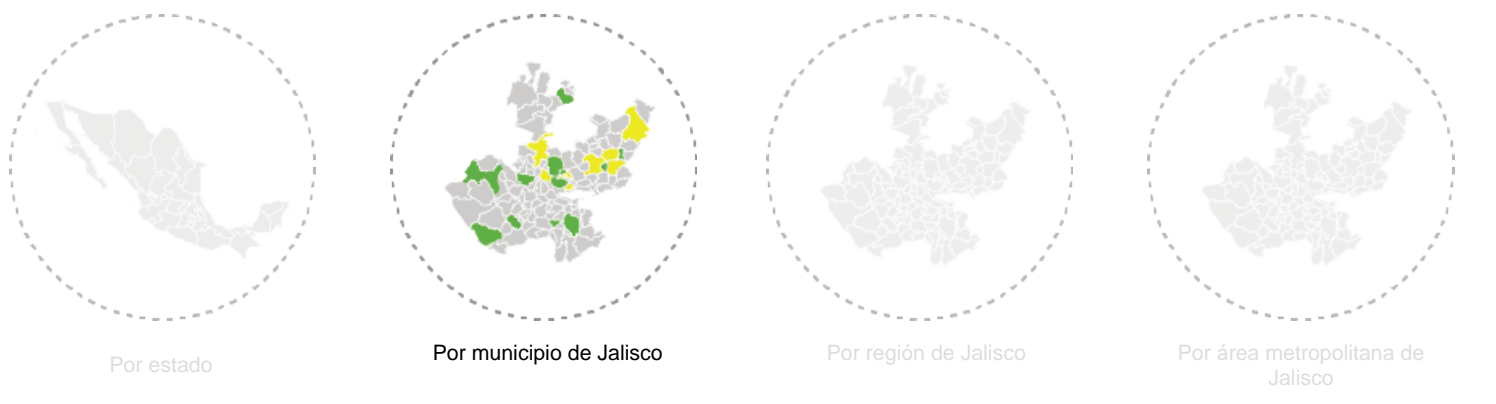 Por estado
Por municipio de Jalisco
Por región de Jalisco
Por área metropolitana de
Jalisco